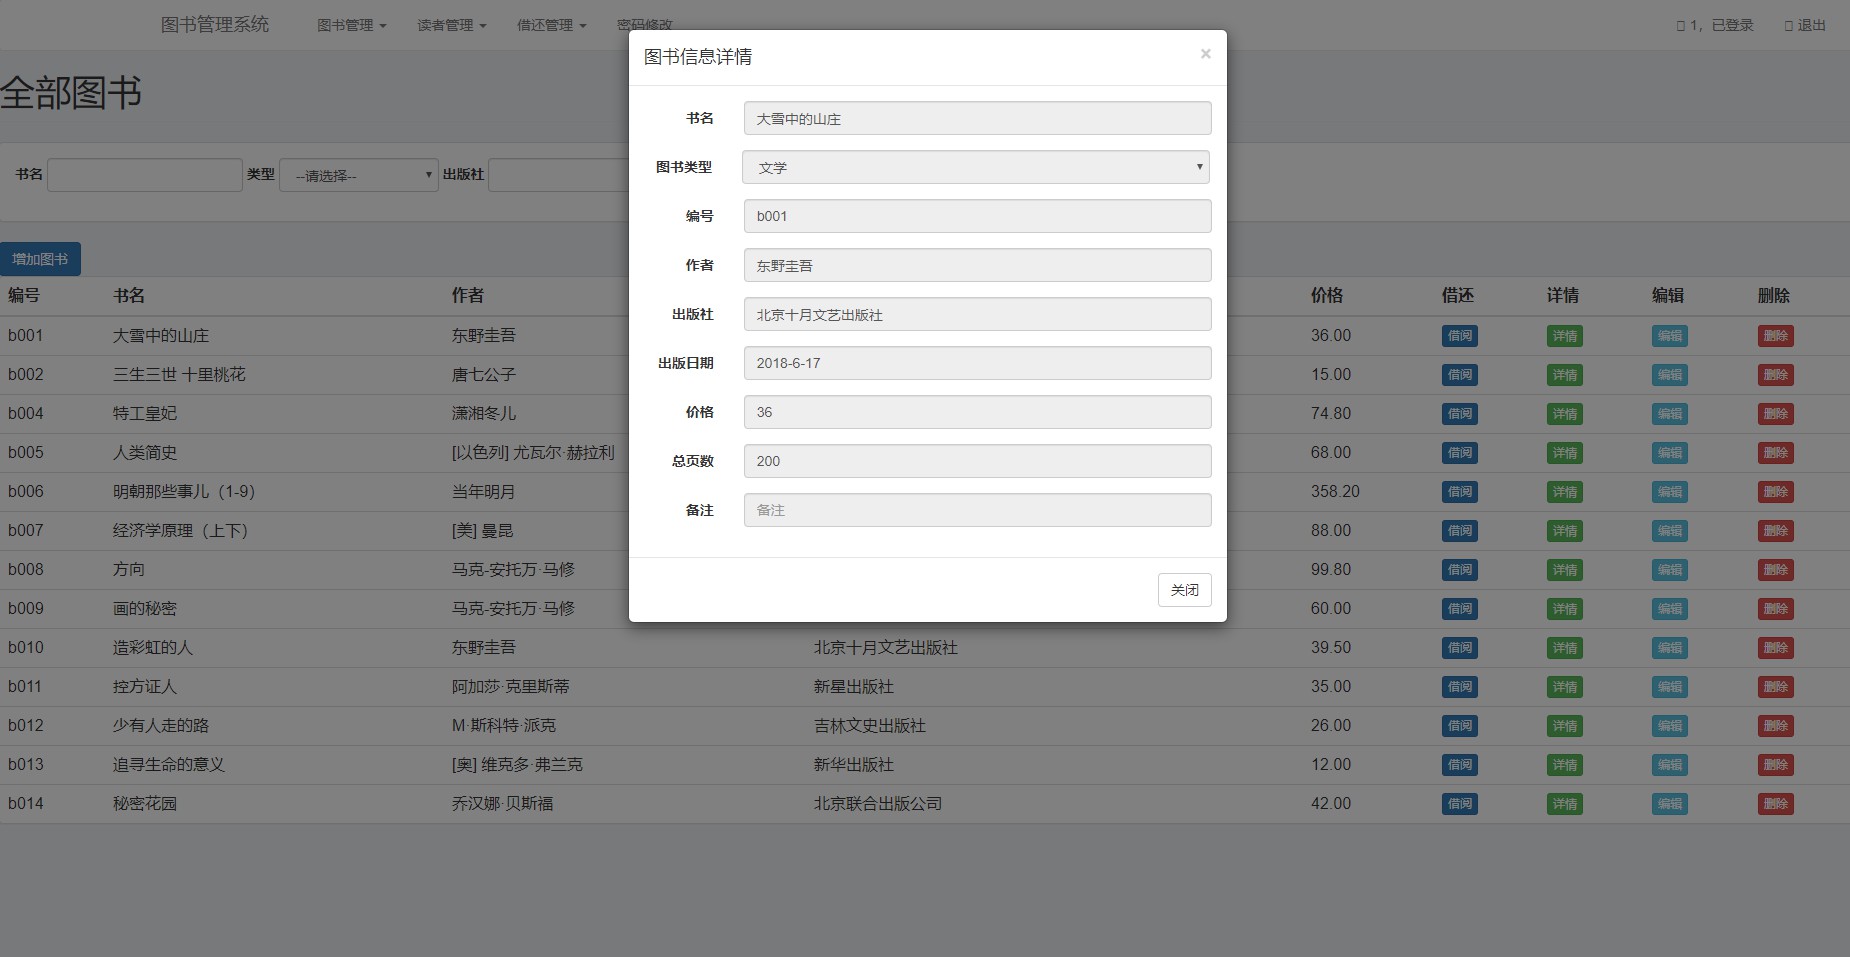 图书管理系统 图书管理 读者管理 借还管理 密码修改 1，已登录 退出
全部图书
书名 类型 --请选择-- 出版社
增加图书
编号 书名 作者 价格 借还 详情 编辑 删除
b001 大雪中的山庄 东野圭吾 36.00 借阅 详情 编辑 删除
b002 三生三世 十里桃花 唐七公子 15.00 借阅 详情 编辑 删除
b004 特工皇妃 潇湘冬儿 74.80 借阅 详情 编辑 删除
b005 人类简史 [以色列] 尤瓦尔·赫拉利 68.00 借阅 详情 编辑 删除
b006 明朝那些事儿（1-9） 当年明月 358.20 借阅 详情 编辑 删除
b007 经济学原理（上下） [美] 曼昆 88.00 借阅 详情 编辑 删除
b008 方向 马克-安托万·马修 99.80 借阅 详情 编辑 删除
b009 画的秘密 马克-安托万·马修 60.00 借阅 详情 编辑 删除
b010 造彩虹的人 东野圭吾 北京十月文艺出版社 39.50 借阅 详情 编辑 删除
b011 控方证人 阿加莎·克里斯蒂 新星出版社 35.00 借阅 详情 编辑 删除
b012 少有人走的路 M·斯科特·派克 吉林文史出版社 26.00 借阅 详情 编辑 删除
b013 追寻生命的意义 [奥] 维克多·弗兰克 新华出版社 12.00 借阅 详情 编辑 删除
b014 秘密花园 乔汉娜·贝斯福 北京联合出版公司 42.00 借阅 详情 编辑 删除
图书信息详情 ×
书名 大雪中的山庄
图书类型 文学
编号 b001
作者 东野圭吾
出版社 北京十月文艺出版社
出版日期 2018-6-17
价格 36
总页数 200
备注 备注
关闭